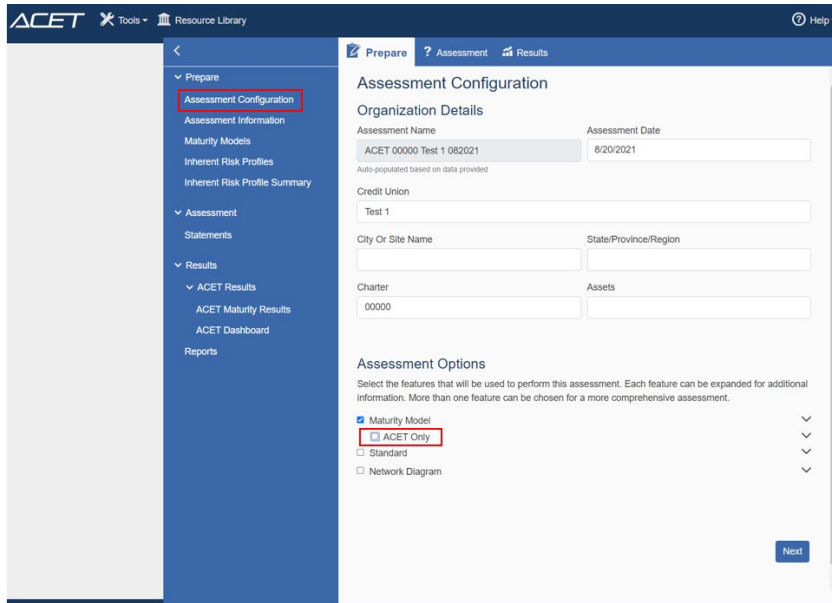 ACET Tools Resource Library Help
Prepare
Assessment Configuration
Assessment Information
Maturity Models
Inherent Risk Profiles
Inherent Risk Profile Summary
Assessment
Statements
Results
ACET Results
ACET Maturity Results
ACET Dashboard
Reports
Prepare ? Assessment Results
Assessment Configuration
Organization Details
Assessment Name Assessment Date
ACET 00000 Test 1 082021 8/20/2021
Auto-populated based on data provided
Credit Union
Test 1
City Or Site Name State/Province/Region
Charter Assets
00000
Assessment Options
Select the features that will be used to perform this assessment. Each feature can be expanded for additional
information. More than one feature can be chosen for a more comprehensive assessment.
Maturity Model
ACET Only
Standard
Network Diagram
Next